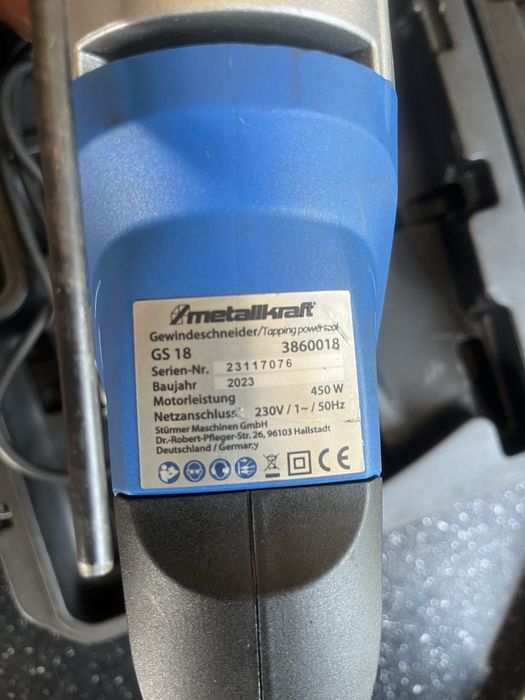 metallkraft
Gewindeschneider/Tapping power tool
GS 18 3860018
Serien-Nr. 23117076
Baujahr 2023
Motorleistung 450 W
Netzanschluss 230V / 1~ / 50Hz
Stürmer Maschinen GmbH
Dr.-Robert-Pfleger-Str. 26, 96103 Hallstadt
Deutschland / Germany
CE